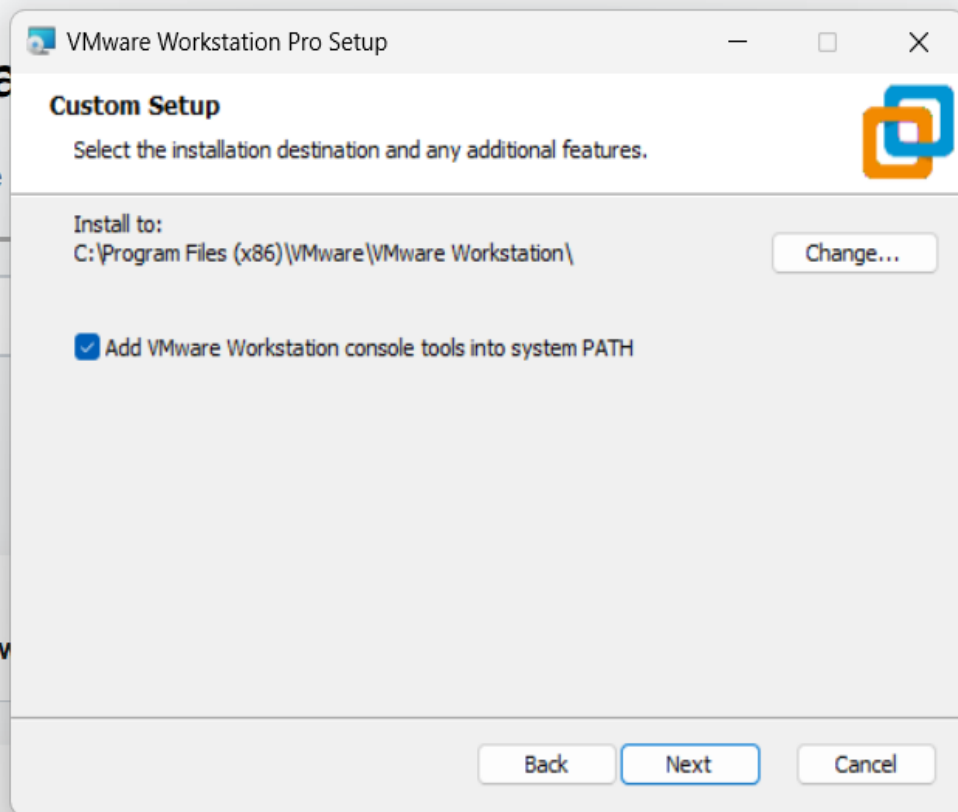 VMware Workstation Pro Setup
Custom Setup
Select the installation destination and any additional features.
Install to:
C:\Program Files (x86)\VMware\VMware Workstation\
Change...
Add VMware Workstation console tools into system PATH
Back
Next
Cancel